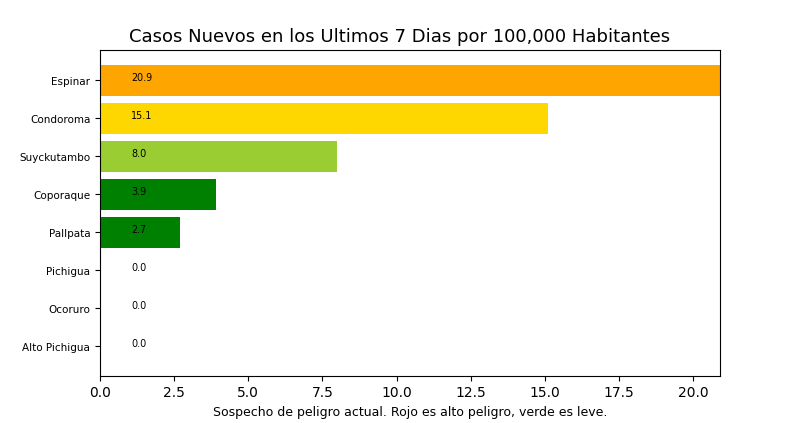 Casos Nuevos en los Ultimos 7 Dias por 100,000 Habitantes
Espinar 20.9
Condoroma 15.1
Suyckutambo 8.0
Coporaque 3.9
Pallpata 2.7
Pichigua 0.0
Ocoruro 0.0
Alto Pichigua 0.0
0.0 2.5 5.0 7.5 10.0 12.5 15.0 17.5 20.0
Sospecho de peligro actual. Rojo es alto peligro, verde es leve.